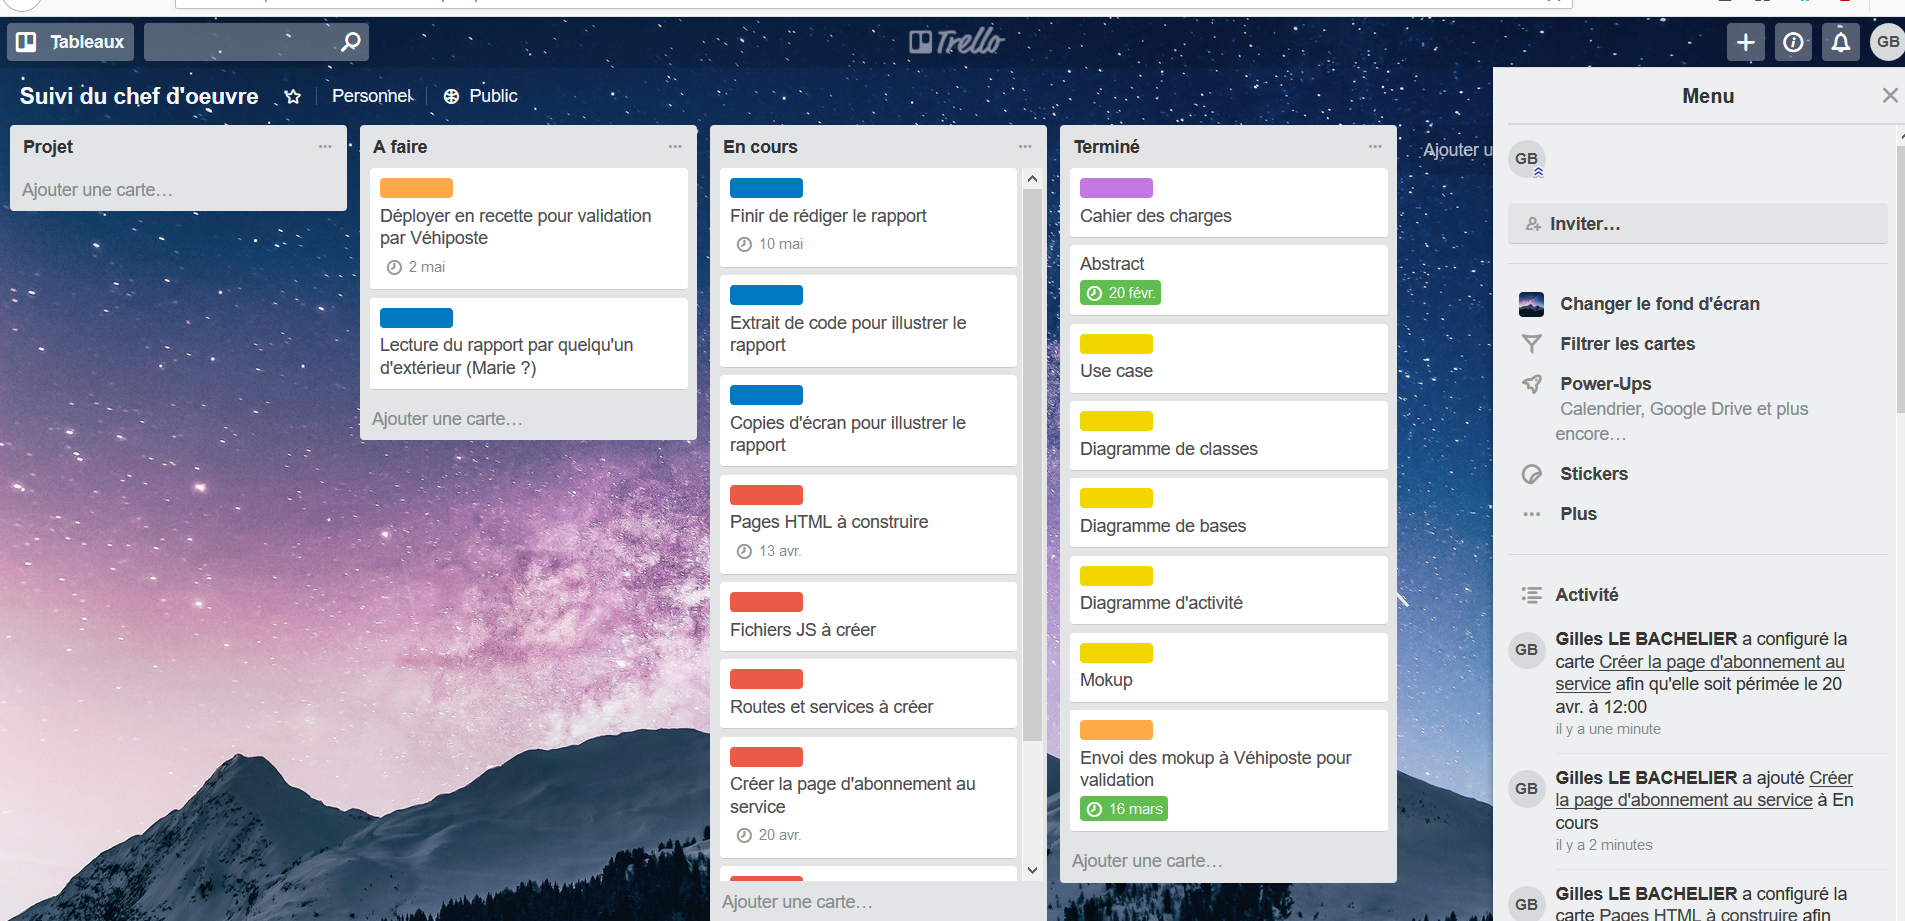 Tableaux
Trello
GB
Suivi du chef d'oeuvre
Personnel
Public
Projet
Ajouter une carte…
A faire
Déployer en recette pour validation
par Véhiposte
2 mai
Lecture du rapport par quelqu'un
d'extérieur (Marie ?)
Ajouter une carte…
En cours
Finir de rédiger le rapport
10 mai
Extrait de code pour illustrer le
rapport
Copies d'écran pour illustrer le
rapport
Pages HTML à construire
13 avr.
Fichiers JS à créer
Routes et services à créer
Créer la page d'abonnement au
service
20 avr.
Ajouter une carte…
Terminé
Cahier des charges
Abstract
20 févr.
Use case
Diagramme de classes
Diagramme de bases
Diagramme d'activité
Mokup
Envoi des mokup à Véhiposte pour
validation
16 mars
Ajouter une carte…
Ajouter u
Menu
GB
Inviter…
Changer le fond d'écran
Filtrer les cartes
Power-Ups
Calendrier, Google Drive et plus
encore…
Stickers
Plus
Activité
GB
Gilles LE BACHELIER a configuré la
carte Créer la page d'abonnement au
service afin qu'elle soit périmée le 20
avr. à 12:00
il y a une minute
GB
Gilles LE BACHELIER a ajouté Créer
la page d'abonnement au service à En
cours
il y a 2 minutes
GB
Gilles LE BACHELIER a configuré la
carte Pages HTML à construire afin